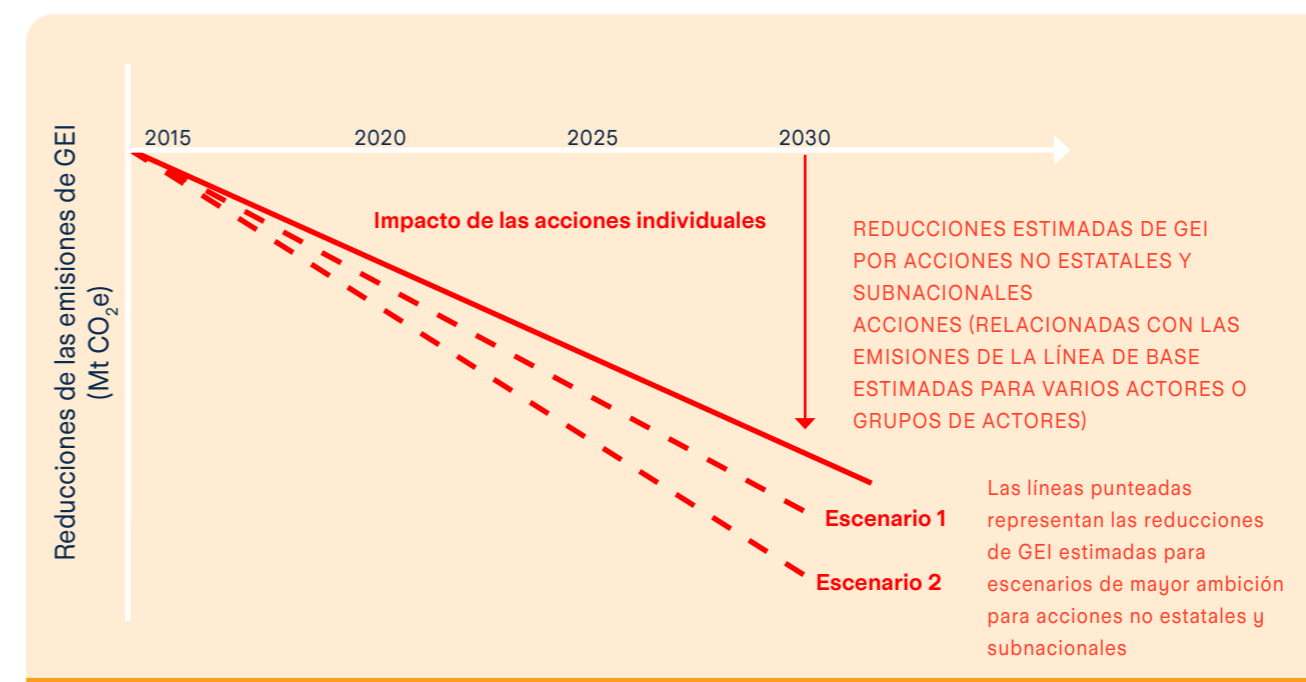 Reducciones de las emisiones de GEI
(Mt CO₂e)
2015
2020
2025
2030
Impacto de las acciones individuales
REDUCCIONES ESTIMADAS DE GEI
POR ACCIONES NO ESTATALES Y
SUBNACIONALES
ACCIONES (RELACIONADAS CON LAS
EMISIONES DE LA LÍNEA DE BASE
ESTIMADAS PARA VARIOS ACTORES O
GRUPOS DE ACTORES)
Escenario 1
Escenario 2
Las líneas punteadas
representan las reducciones
de GEI estimadas para
escenarios de mayor ambición
para acciones no estatales y
subnacionales